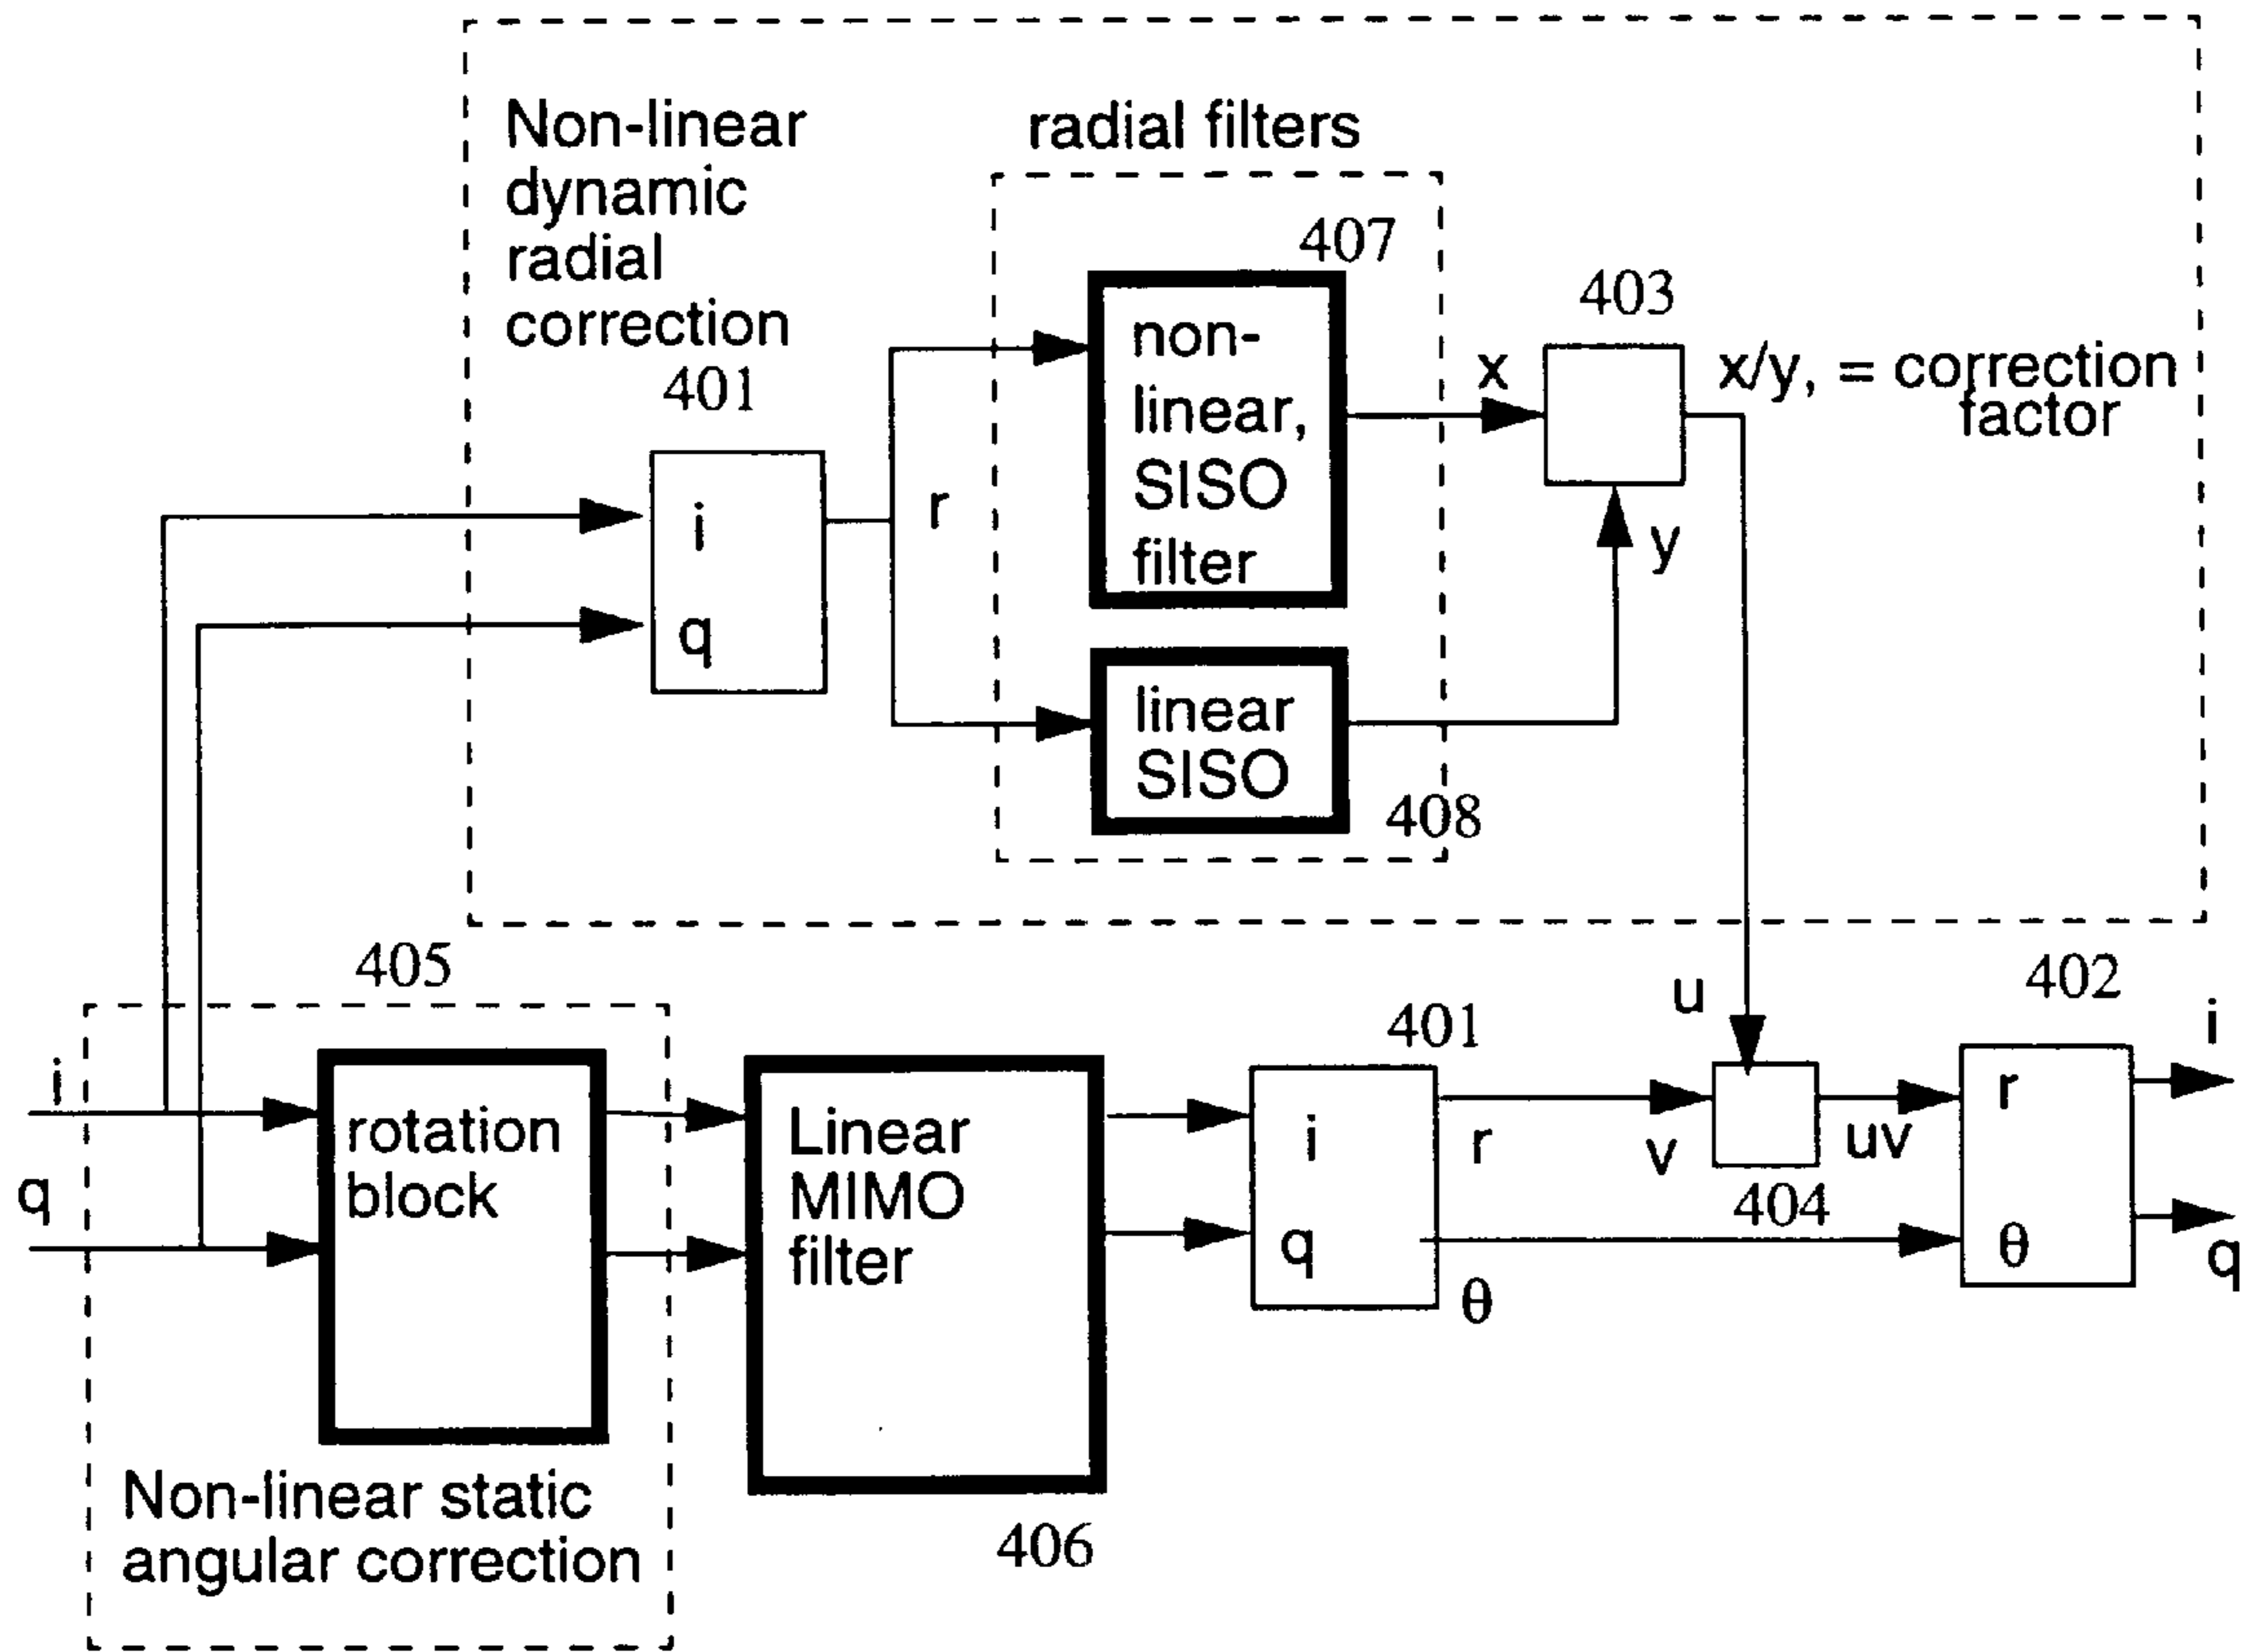 Non-linear
dynamic
radial
correction
401
i
q
r
radial filters
407
non-
linear,
SISO
filter
linear
SISO
408
x
403
y
x/y, = correction
factor
u
405
i
q
rotation
block
Non-linear static
angular correction
Linear
MIMO
filter
406
401
i
q
r
θ
v
404
uv
402
r
θ
i
q